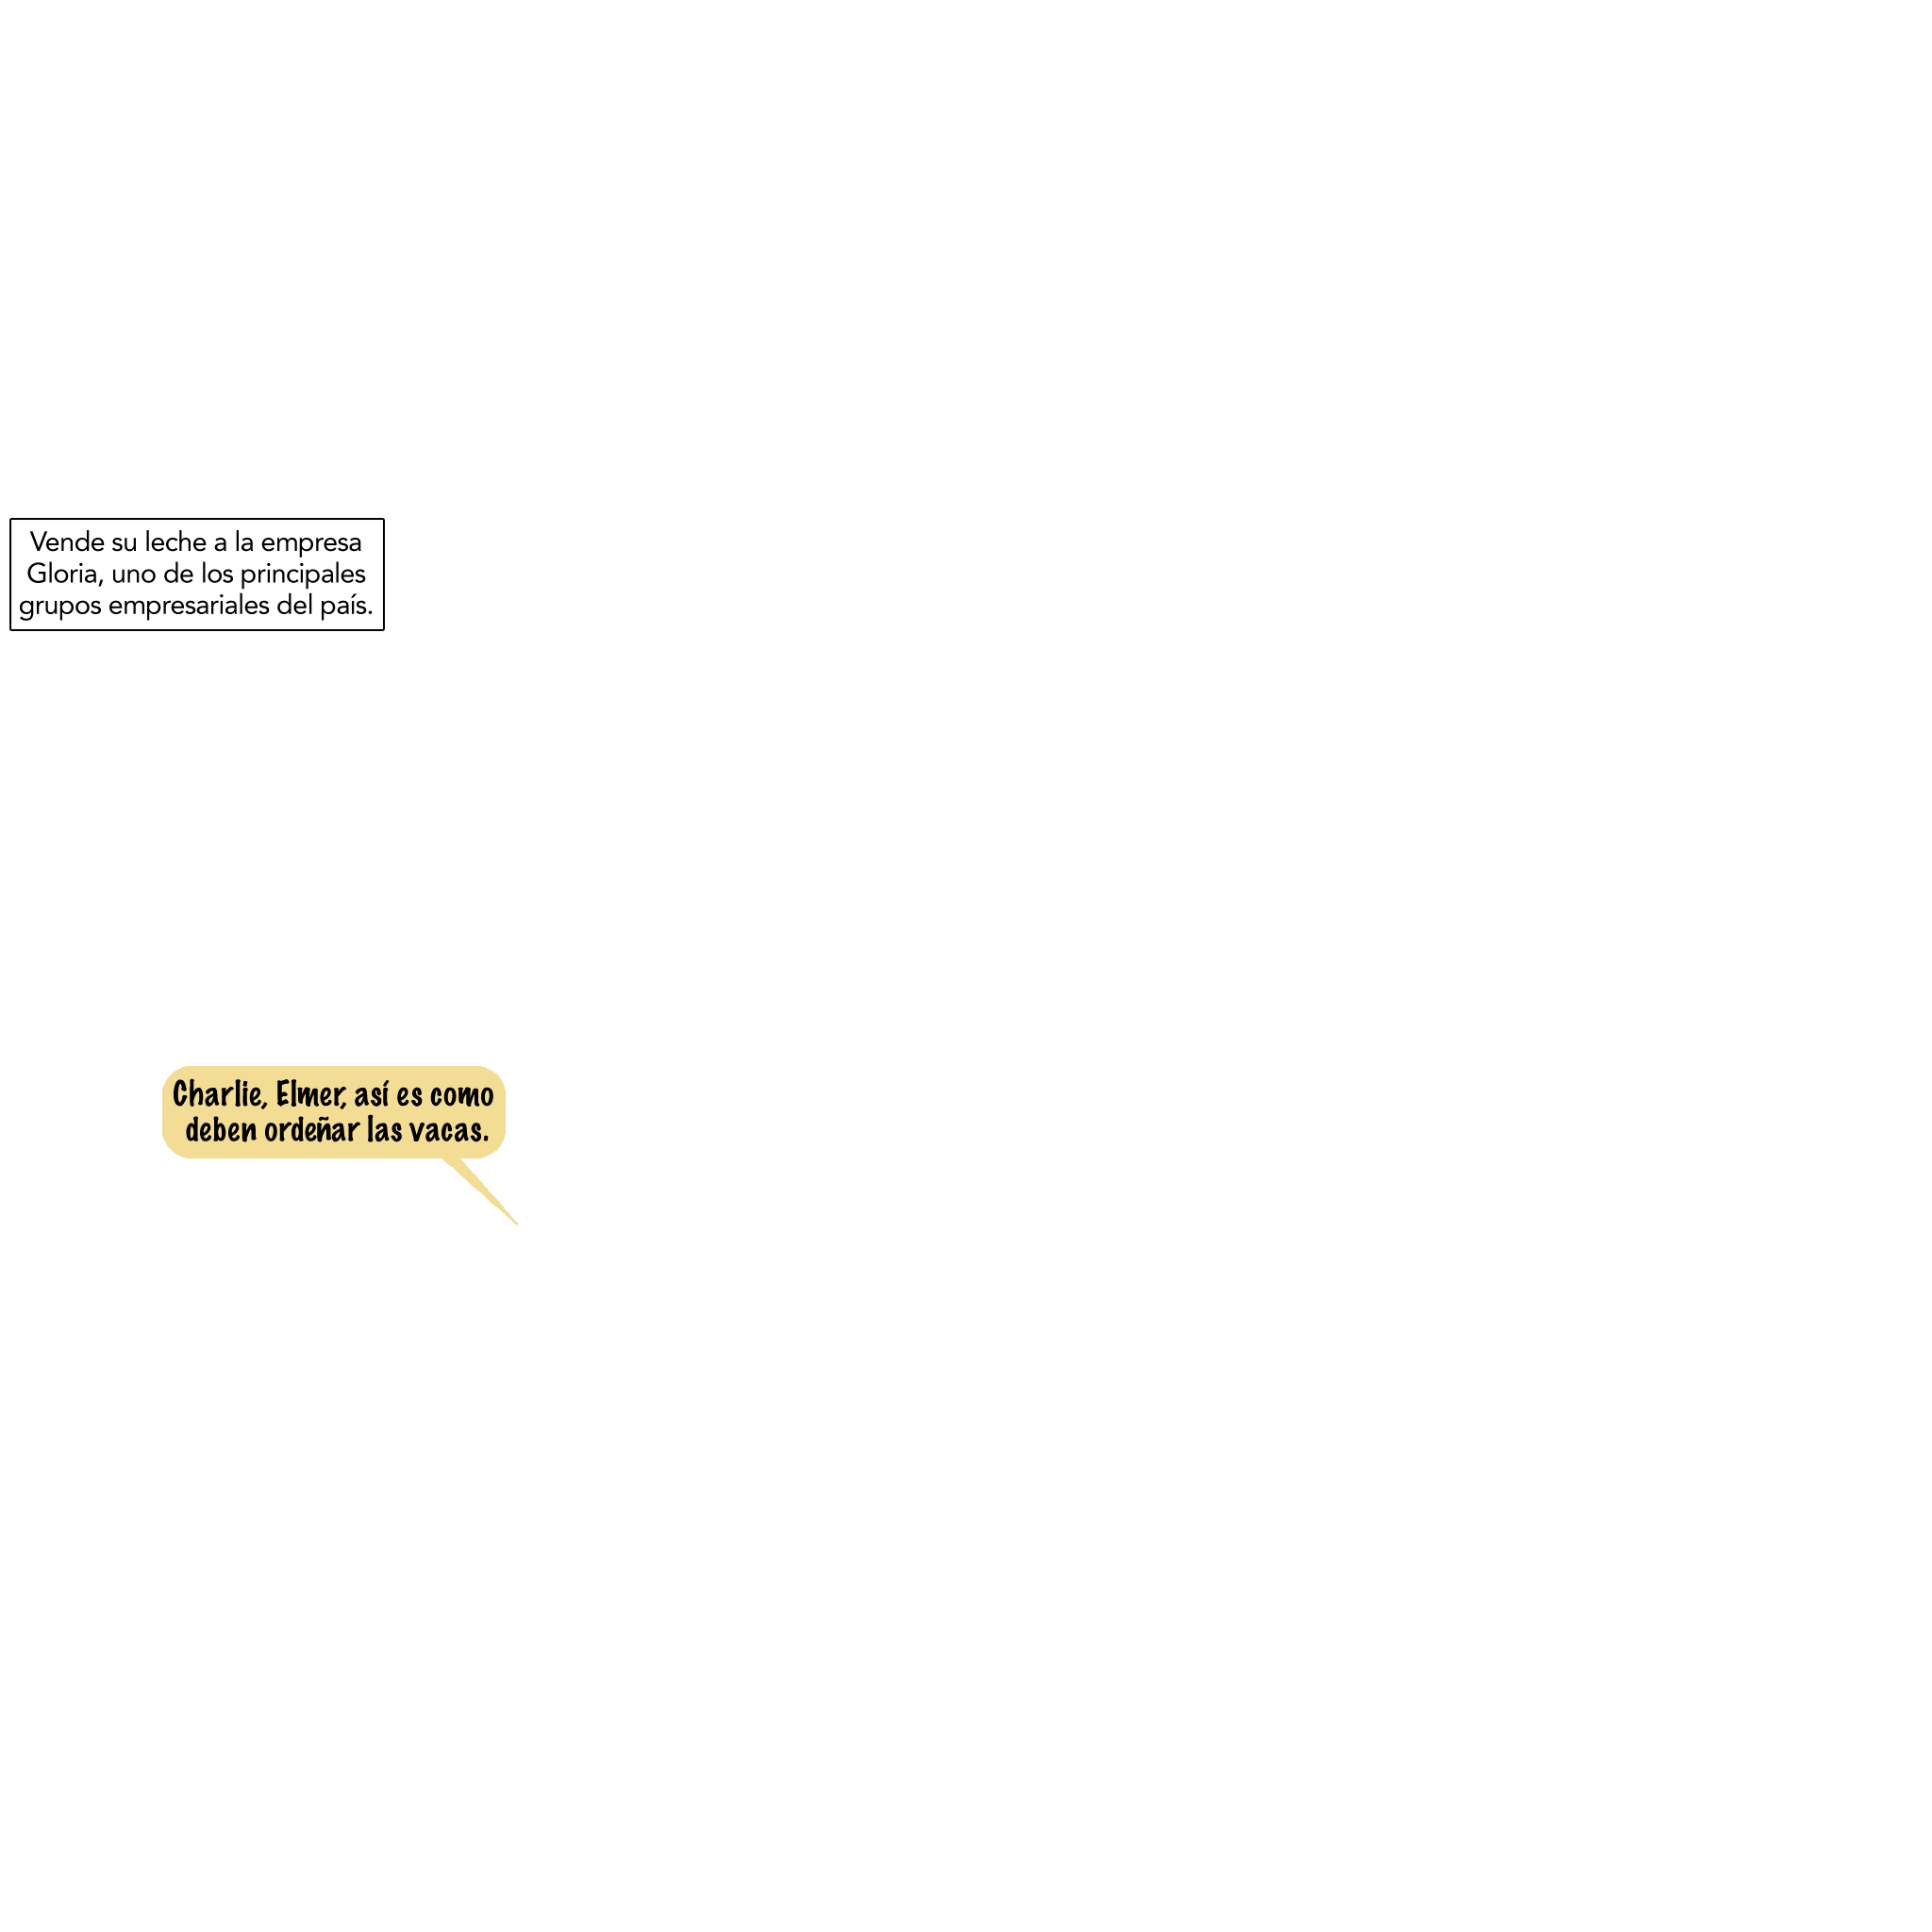 Vende su leche a la empresa
Gloria, uno de los principales
grupos empresariales del país.
Charlie, Elmer, así es como
deben ordeñar las vacas.